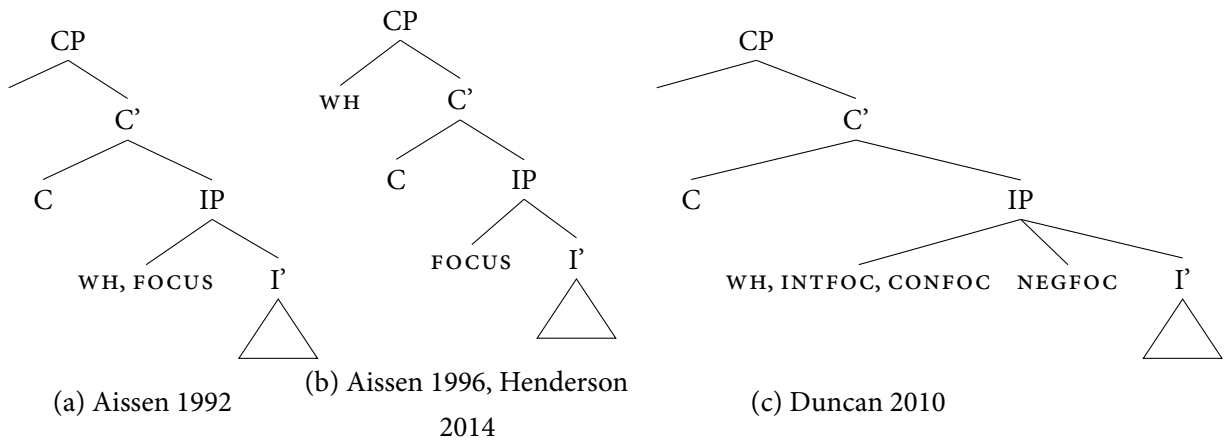 CP
C’
C
IP
WH, FOCUS
I’
(a) Aissen 1992
CP
WH
C’
C
IP
FOCUS
I’
(b) Aissen 1996, Henderson
2014
CP
C’
C
IP
WH, INTFOC, CONFOC NEGFOC
I’
(c) Duncan 2010